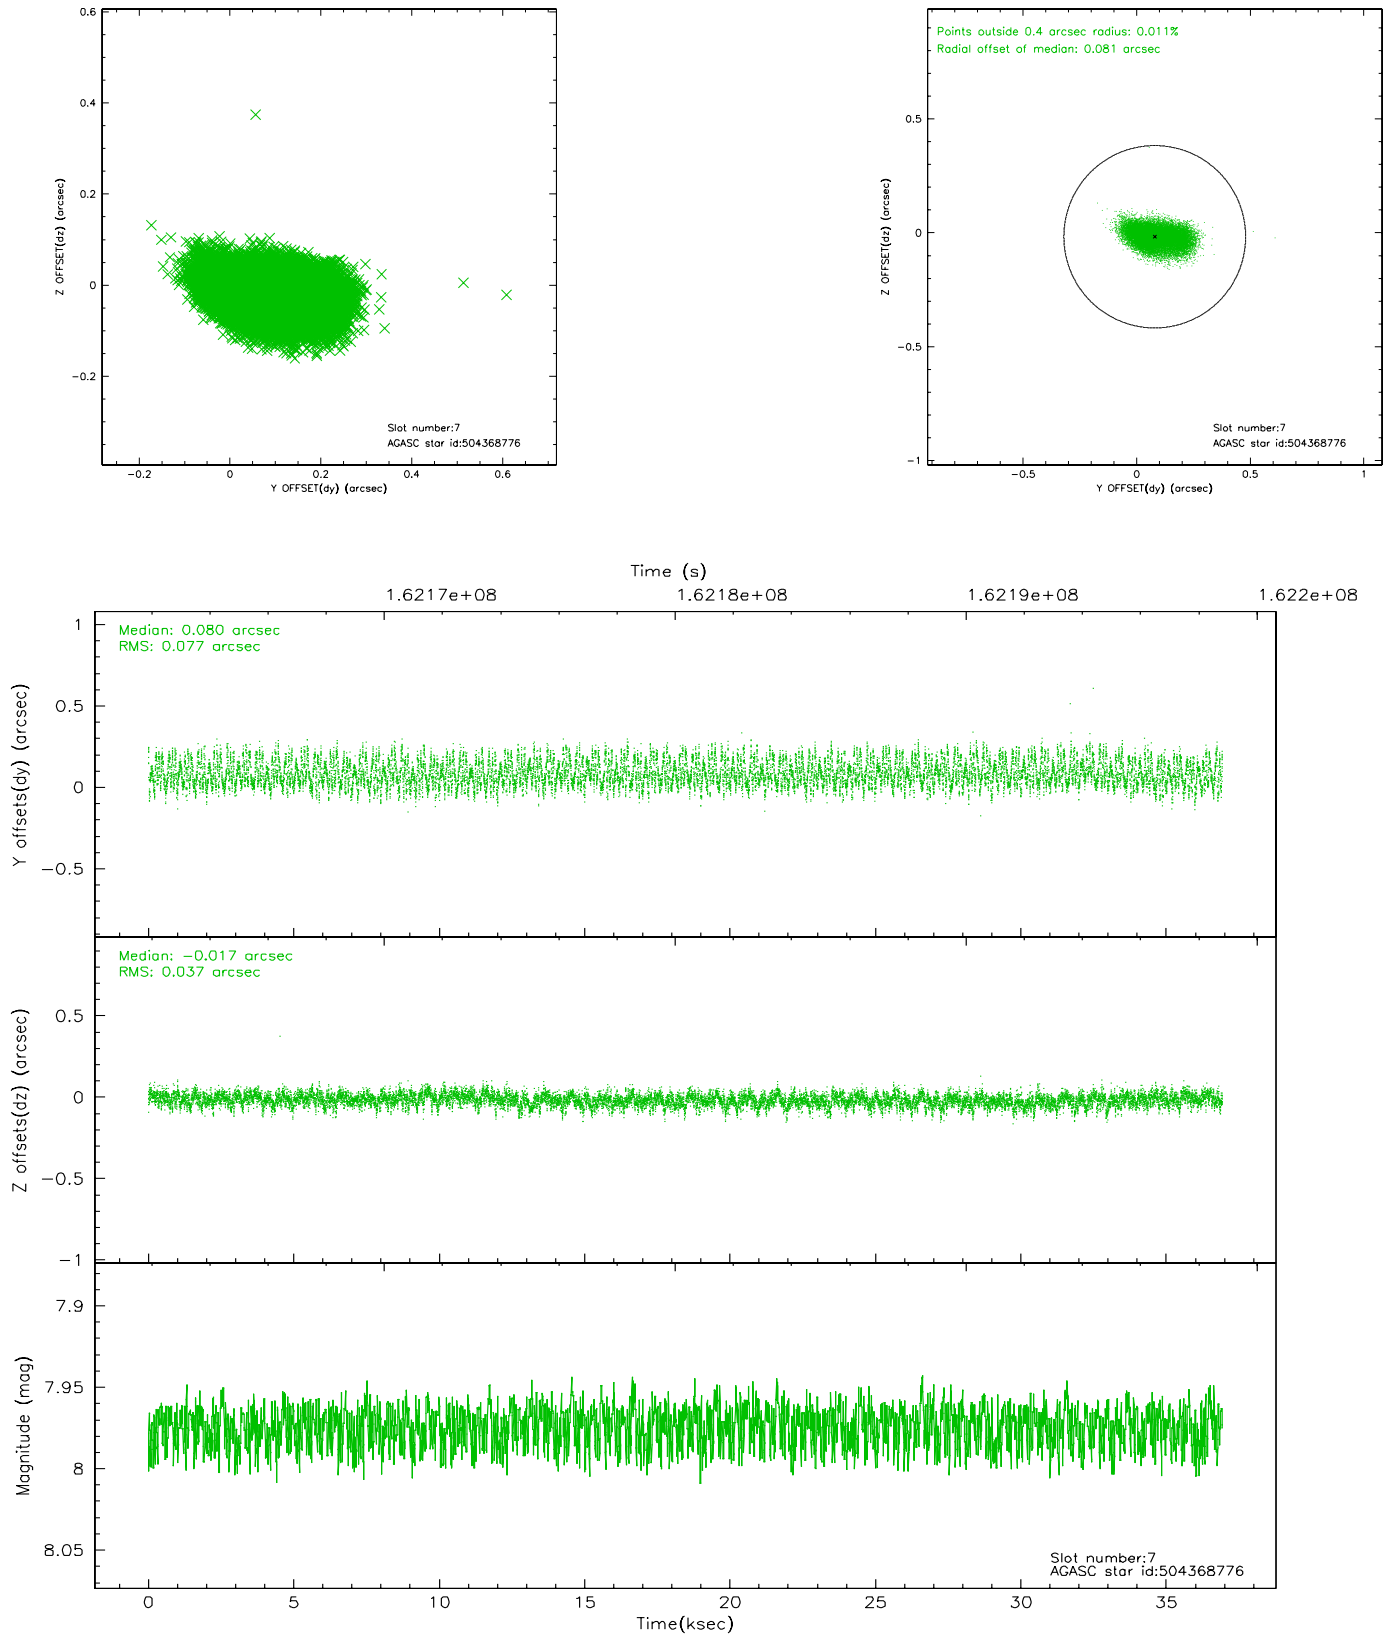 0.6
0.4
0.2
0
−0.2
Z OFFSET(dz) (arcsec)
Slot number:7
AGASC star id:504368776
−0.2 0 0.2 0.4 0.6
Y OFFSET(dy) (arcsec)
Points outside 0.4 arcsec radius: 0.011%
Radial offset of median: 0.081 arcsec
0.5
0
−0.5
−1
Z OFFSET(dz) (arcsec)
Slot number:7
AGASC star id:504368776
−0.5 0 0.5 1
Y OFFSET(dy) (arcsec)
Time (s)
1.6217e+08 1.6218e+08 1.6219e+08 1.622e+08
Median: 0.080 arcsec
RMS: 0.077 arcsec
1
0.5
0
−0.5
Y offsets(dy) (arcsec)
Median: −0.017 arcsec
RMS: 0.037 arcsec
0.5
0
−0.5
−1
Z offsets(dz) (arcsec)
7.9
7.95
8
8.05
Magnitude (mag)
Slot number:7
AGASC star id:504368776
0 5 10 15 20 25 30 35
Time(ksec)